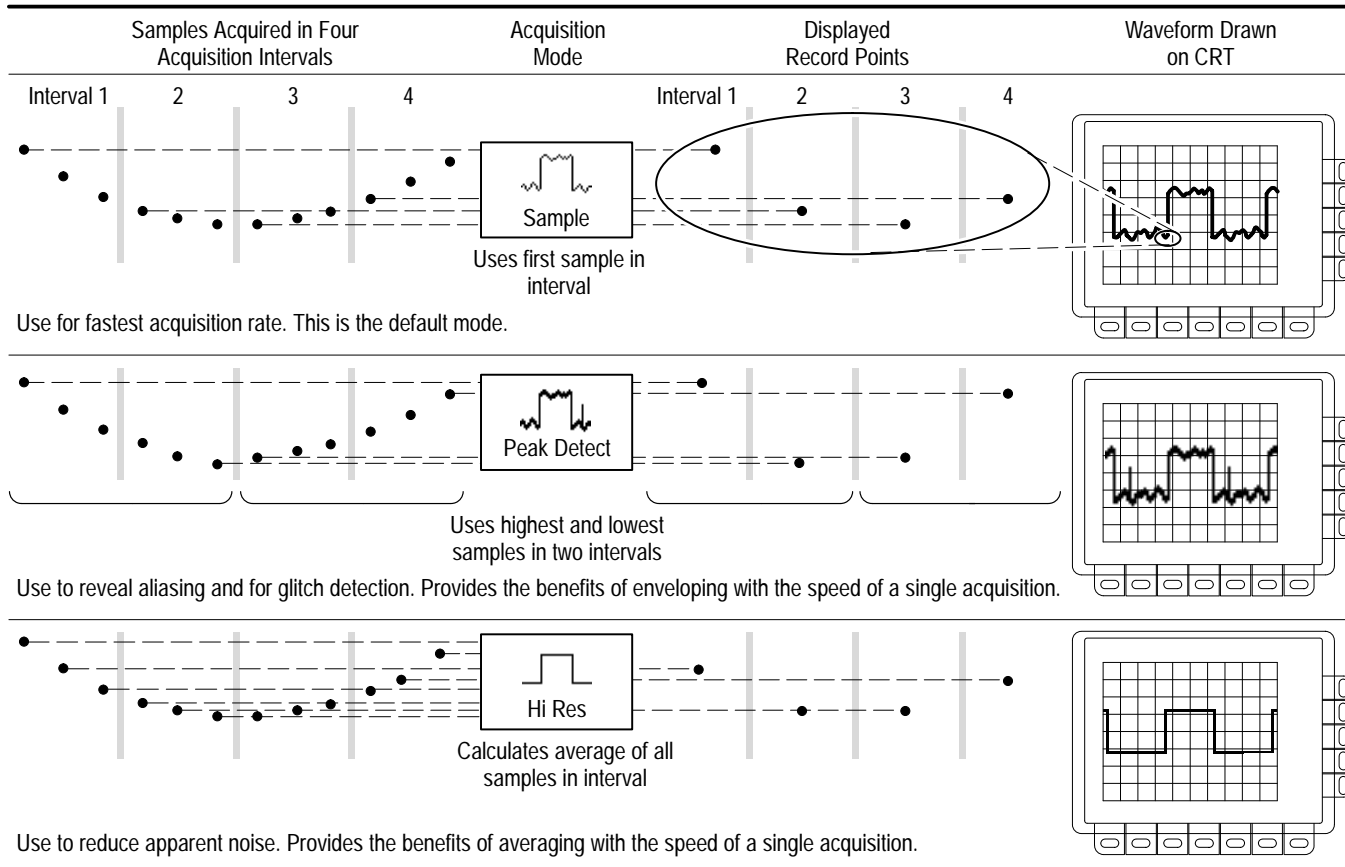 Samples Acquired in Four
Acquisition Intervals
Acquisition
Mode
Displayed
Record Points
Waveform Drawn
on CRT
Interval 1 2 3 4
Interval 1 2 3 4
Sample
Uses first sample in
interval
Use for fastest acquisition rate. This is the default mode.
Peak Detect
Uses highest and lowest
samples in two intervals
Use to reveal aliasing and for glitch detection. Provides the benefits of enveloping with the speed of a single acquisition.
Hi Res
Calculates average of all
samples in interval
Use to reduce apparent noise. Provides the benefits of averaging with the speed of a single acquisition.